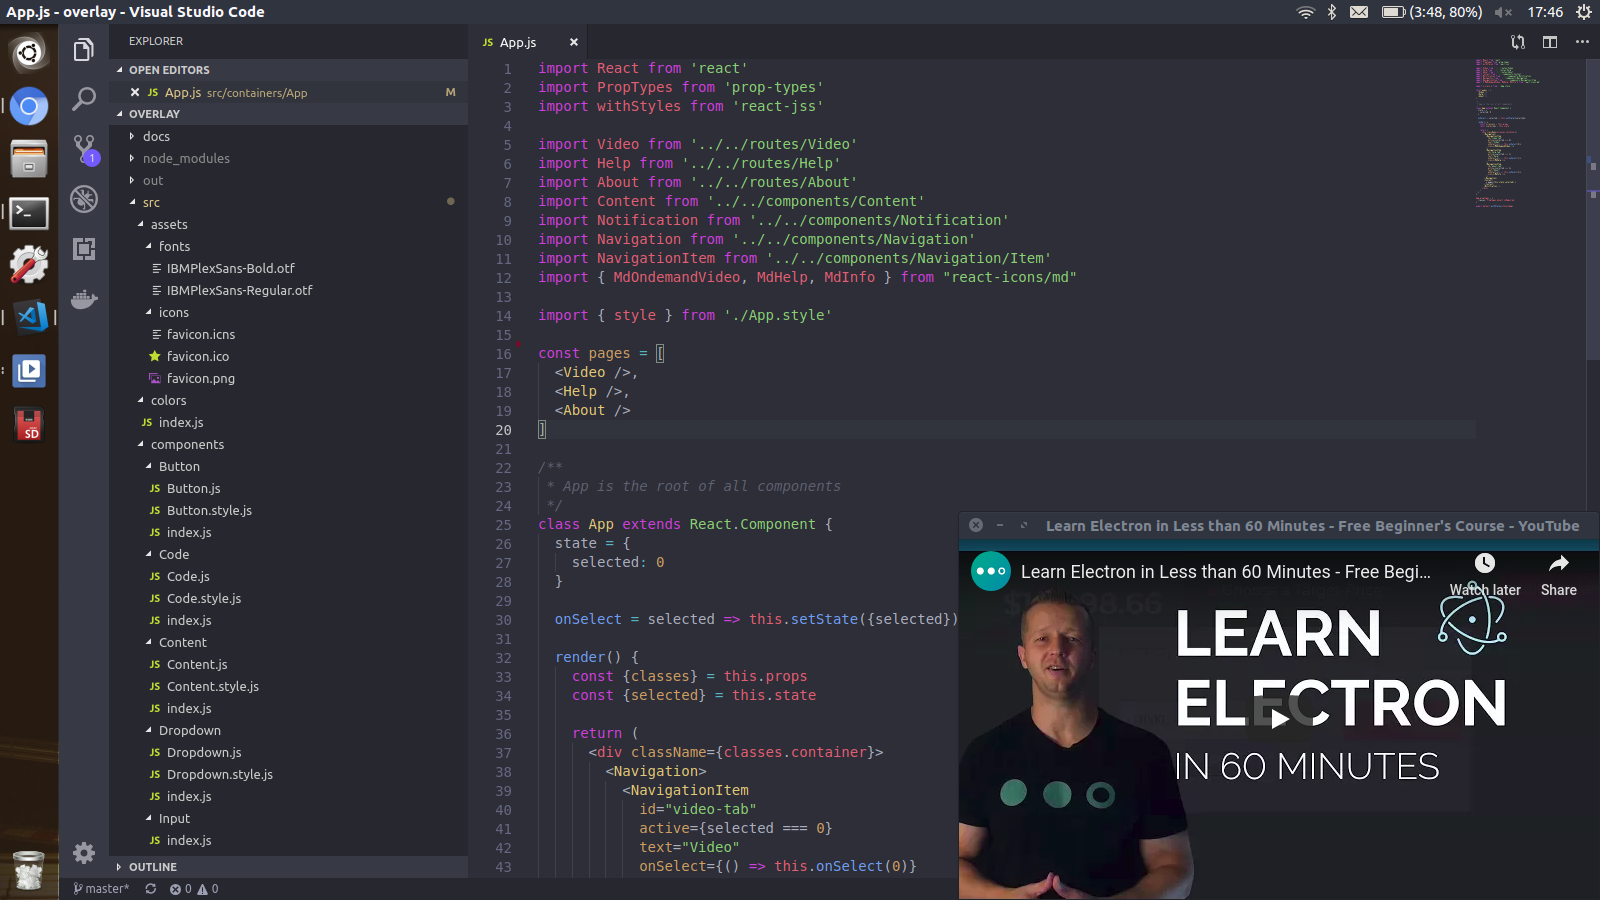 App.js - overlay - Visual Studio Code
(3:48, 80%)
17:46
EXPLORER
OPEN EDITORS
JS App.js src/containers/App M
OVERLAY
docs
node_modules
out
src
assets
fonts
IBMPlexSans-Bold.otf
IBMPlexSans-Regular.otf
icons
favicon.icns
favicon.ico
favicon.png
colors
JS index.js
components
Button
JS Button.js
JS Button.style.js
JS index.js
Code
JS Code.js
JS Code.style.js
JS index.js
Content
JS Content.js
JS Content.style.js
JS index.js
Dropdown
JS Dropdown.js
JS Dropdown.style.js
JS index.js
Input
JS index.js
OUTLINE
1
SD
master*
0 0
JS App.js
1 import React from 'react'
2 import PropTypes from 'prop-types'
3 import withStyles from 'react-jss'
4
5 import Video from '../../routes/Video'
6 import Help from '../../routes/Help'
7 import About from '../../routes/About'
8 import Content from '../../components/Content'
9 import Notification from '../../components/Notification'
10 import Navigation from '../../components/Navigation'
11 import NavigationItem from '../../components/Navigation/Item'
12 import { MdOndemandVideo, MdHelp, MdInfo } from "react-icons/md"
13
14 import { style } from './App.style'
15
16 const pages = [
17 <Video />,
18 <Help />,
19 <About />
20 ]
21
22 /**
23 * App is the root of all components
24 */
25 class App extends React.Component {
26 state = {
27 selected: 0
28 }
29
30 onSelect = selected => this.setState({selected})
31
32 render() {
33 const {classes} = this.props
34 const {selected} = this.state
35
36 return (
37 <div className={classes.container}>
38 <Navigation>
39 <NavigationItem
40 id="video-tab"
41 active={selected === 0}
42 text="Video"
43 onSelect={() => this.onSelect(0)}
Learn Electron in Less than 60 Minutes - Free Beginner's Course - YouTube
Learn Electron in Less than 60 Minutes - Free Begi...
Watch later
Share
LEARN
ELECTRON
IN 60 MINUTES